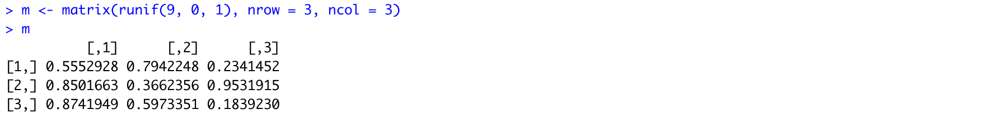 > m <- matrix(runif(9, 0, 1), nrow = 3, ncol = 3)
> m
          [,1]      [,2]      [,3]
[1,] 0.5552928 0.7942248 0.2341452
[2,] 0.8501663 0.3662356 0.9531915
[3,] 0.8741949 0.5973351 0.1839230